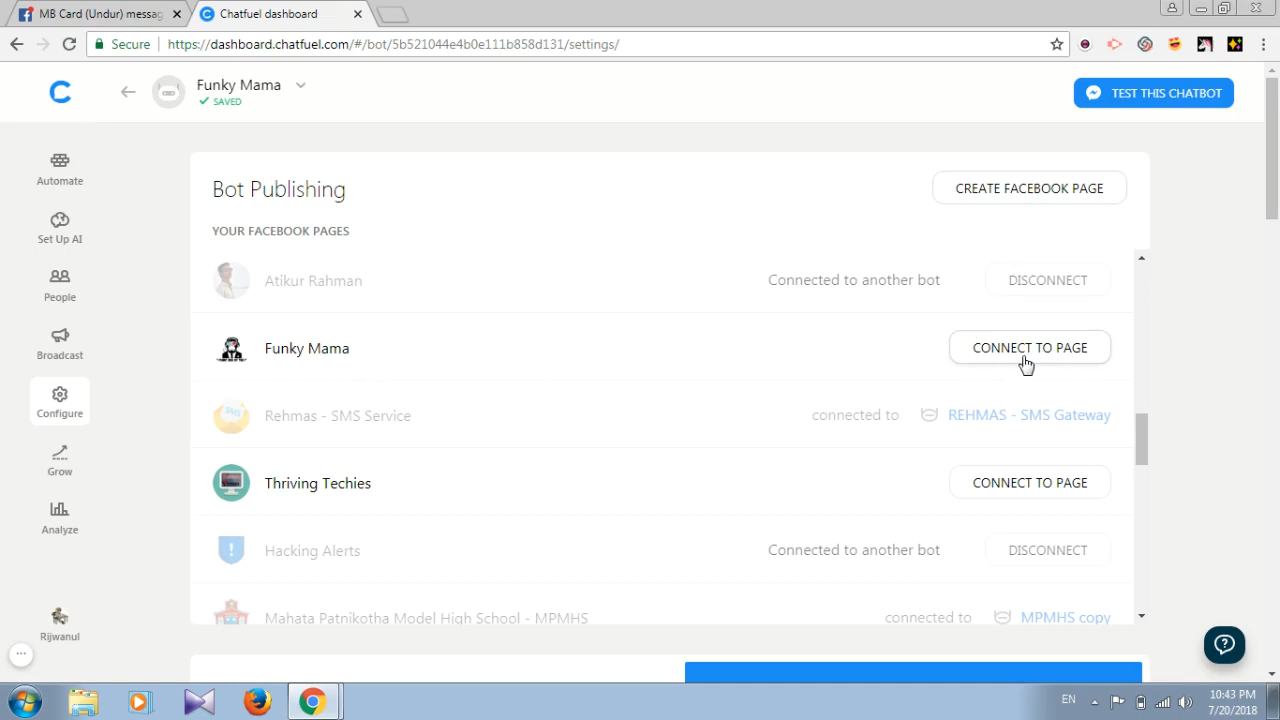 MB Card (Undur) messag
Chatfuel dashboard
Secure
https://dashboard.chatfuel.com/#/bot/5b521044e4b0e111b858d131/settings/
Funky Mama
SAVED
TEST THIS CHATBOT
Automate
Set Up AI
People
Broadcast
Configure
Grow
Analyze
Rijwanul
Bot Publishing
CREATE FACEBOOK PAGE
YOUR FACEBOOK PAGES
Atikur Rahman Connected to another bot DISCONNECT
Funky Mama CONNECT TO PAGE
Rehmas - SMS Service connected to REHMAS - SMS Gateway
Thriving Techies CONNECT TO PAGE
Hacking Alerts Connected to another bot DISCONNECT
Mahata Patnikotha Model High School - MPMHS connected to MPMHS copy
EN
10:43 PM
7/20/2018